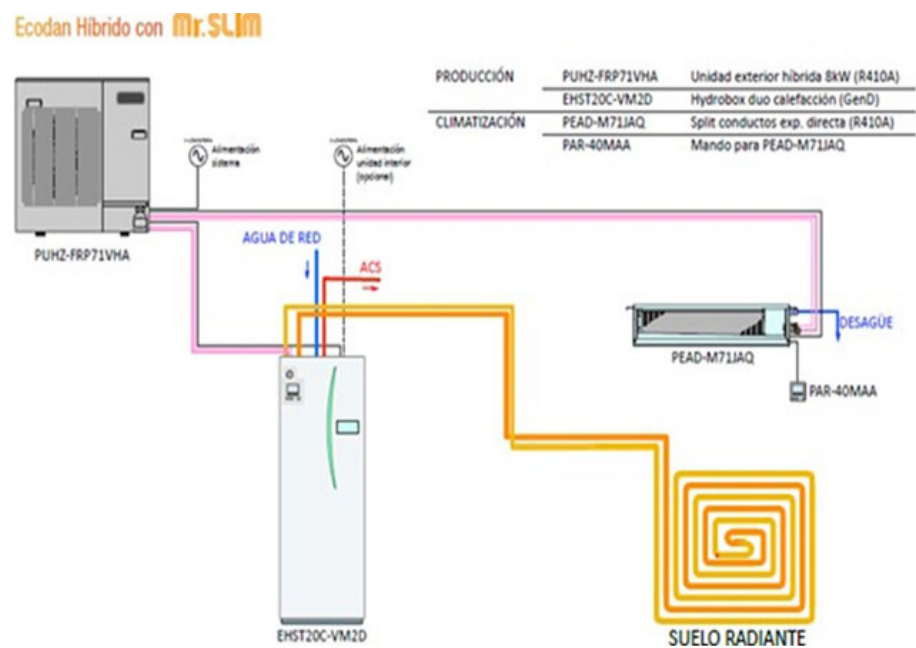 Ecodan Híbrido con Mr.SLIM
PRODUCCIÓN PUHZ-FRP71VHA Unidad exterior híbrida 8kW (R410A)
EHST20C-VM2D Hydrobox duo calefacción (GenD)
CLIMATIZACIÓN PEAD-M71JAQ Split conductos exp. directa (R410A)
PAR-40MAA Mando para PEAD-M71JAQ
Alimentación
sistema
Alimentación
unidad interior
(opcional)
PUHZ-FRP71VHA
AGUA DE RED
ACS
DESAGÜE
PEAD-M71JAQ
PAR-40MAA
EHST20C-VM2D
SUELO RADIANTE